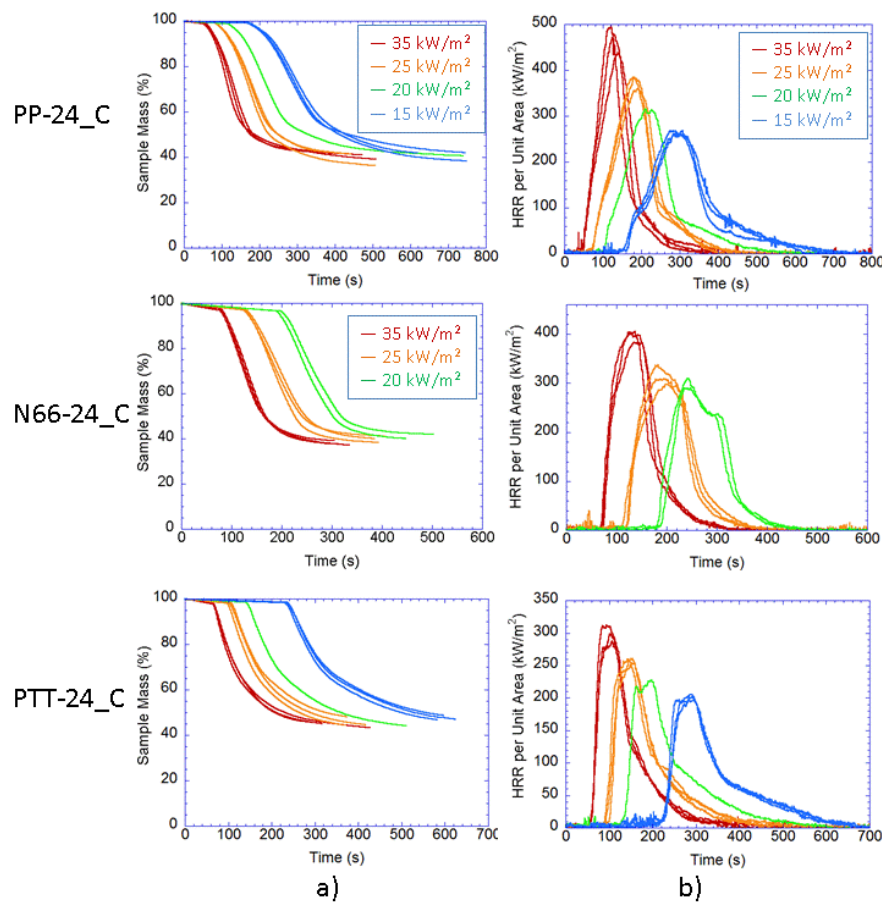 PP-24_C
Sample Mass (%)
100
80
60
40
20
0
35 kW/m²
25 kW/m²
20 kW/m²
15 kW/m²
0 100 200 300 400 500 600 700 800
Time (s)
HRR per Unit Area (kW/m²)
500
400
300
200
100
0
35 kW/m²
25 kW/m²
20 kW/m²
15 kW/m²
0 100 200 300 400 500 600 700 800
Time (s)
N66-24_C
Sample Mass (%)
100
80
60
40
20
0
35 kW/m²
25 kW/m²
20 kW/m²
0 100 200 300 400 500 600
Time (s)
HRR per Unit Area (kW/m²)
400
300
200
100
0
0 100 200 300 400 500 600
Time (s)
PTT-24_C
Sample Mass (%)
100
80
60
40
20
0
0 100 200 300 400 500 600 700
Time (s)
HRR per Unit Area (kW/m²)
350
300
250
200
150
100
50
0
0 100 200 300 400 500 600 700
Time (s)
a)
b)